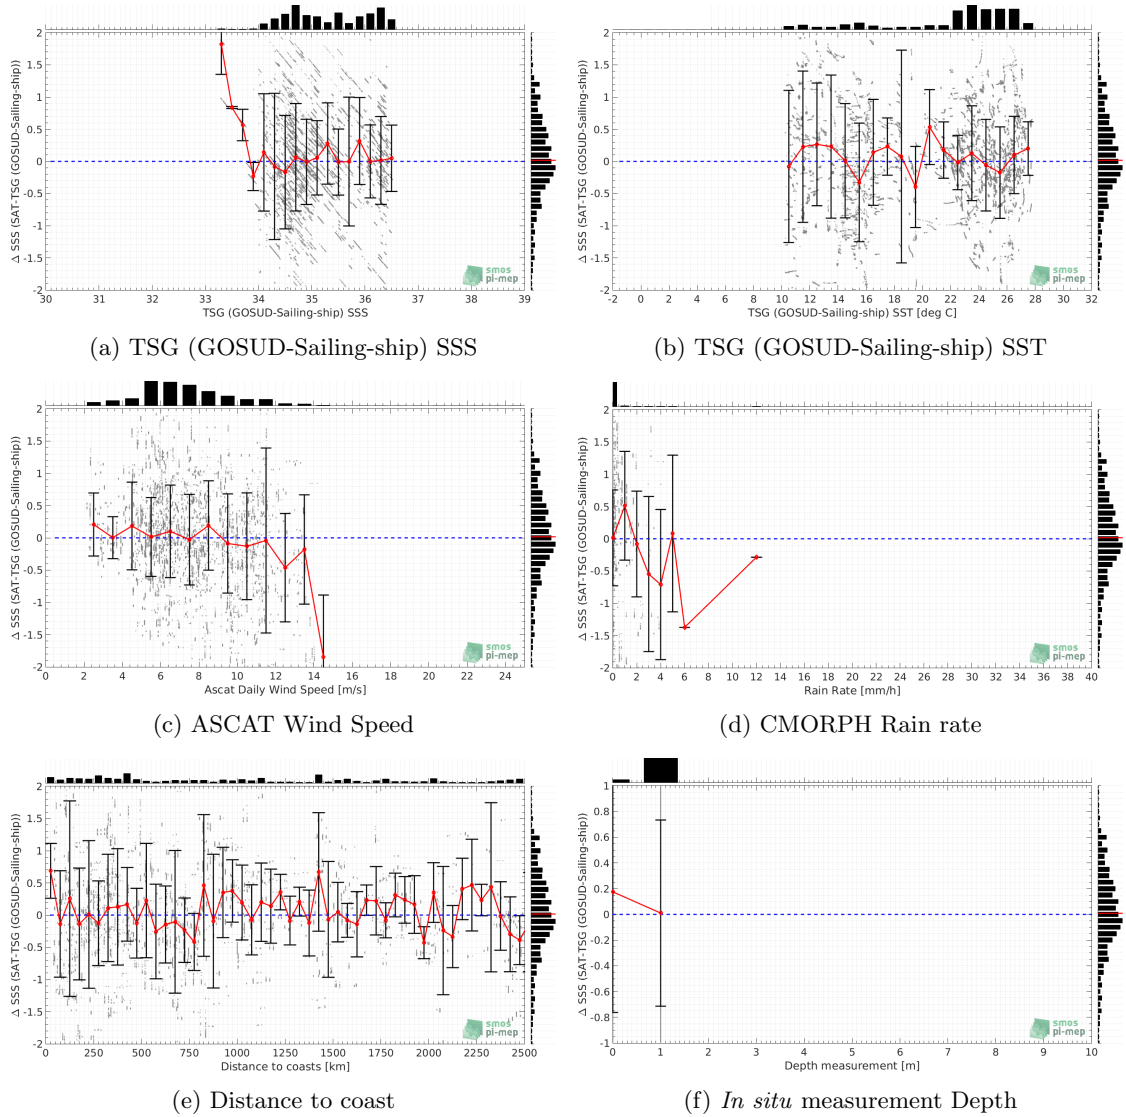 2
1.5
1
0.5
0
-0.5
-1
-1.5
-2
Δ SSS (SAT-TSG (GOSUD-Sailing-ship))
30 31 32 33 34 35 36 37 38 39
TSG (GOSUD-Sailing-ship) SSS
smos
pi-mep
(a) TSG (GOSUD-Sailing-ship) SSS
2
1.5
1
0.5
0
-0.5
-1
-1.5
Δ SSS (SAT-TSG (GOSUD-Sailing-ship))
-2 0 2 4 6 8 10 12 14 16 18 20 22 24 26 28 30 32
TSG (GOSUD-Sailing-ship) SST [deg C]
smos
pi-mep
(b) TSG (GOSUD-Sailing-ship) SST
2
1.5
1
0.5
0
-0.5
-1
-1.5
-2
Δ SSS (SAT-TSG (GOSUD-Sailing-ship))
0 2 4 6 8 10 12 14 16 18 20 22 24
Ascat Daily Wind Speed [m/s]
smos
pi-mep
(c) ASCAT Wind Speed
2
1.5
1
0.5
0
-0.5
-1
-1.5
-2
Δ SSS (SAT-TSG (GOSUD-Sailing-ship))
0 2 4 6 8 10 12 14 16 18 20 22 24 26 28 30 32 34 36 38 40
Rain Rate [mm/h]
smos
pi-mep
(d) CMORPH Rain rate
2
1.5
1
0.5
0
-0.5
-1
-1.5
-2
Δ SSS (SAT-TSG (GOSUD-Sailing-ship))
0 250 500 750 1000 1250 1500 1750 2000 2250 2500
Distance to coasts [km]
smos
pi-mep
(e) Distance to coast
1
0.8
0.6
0.4
0.2
0
-0.2
-0.4
-0.6
-0.8
-1
Δ SSS (SAT-TSG (GOSUD-Sailing-ship))
0 1 2 3 4 5 6 7 8 9 10
Depth measurement [m]
smos
pi-mep
(f) In situ measurement Depth